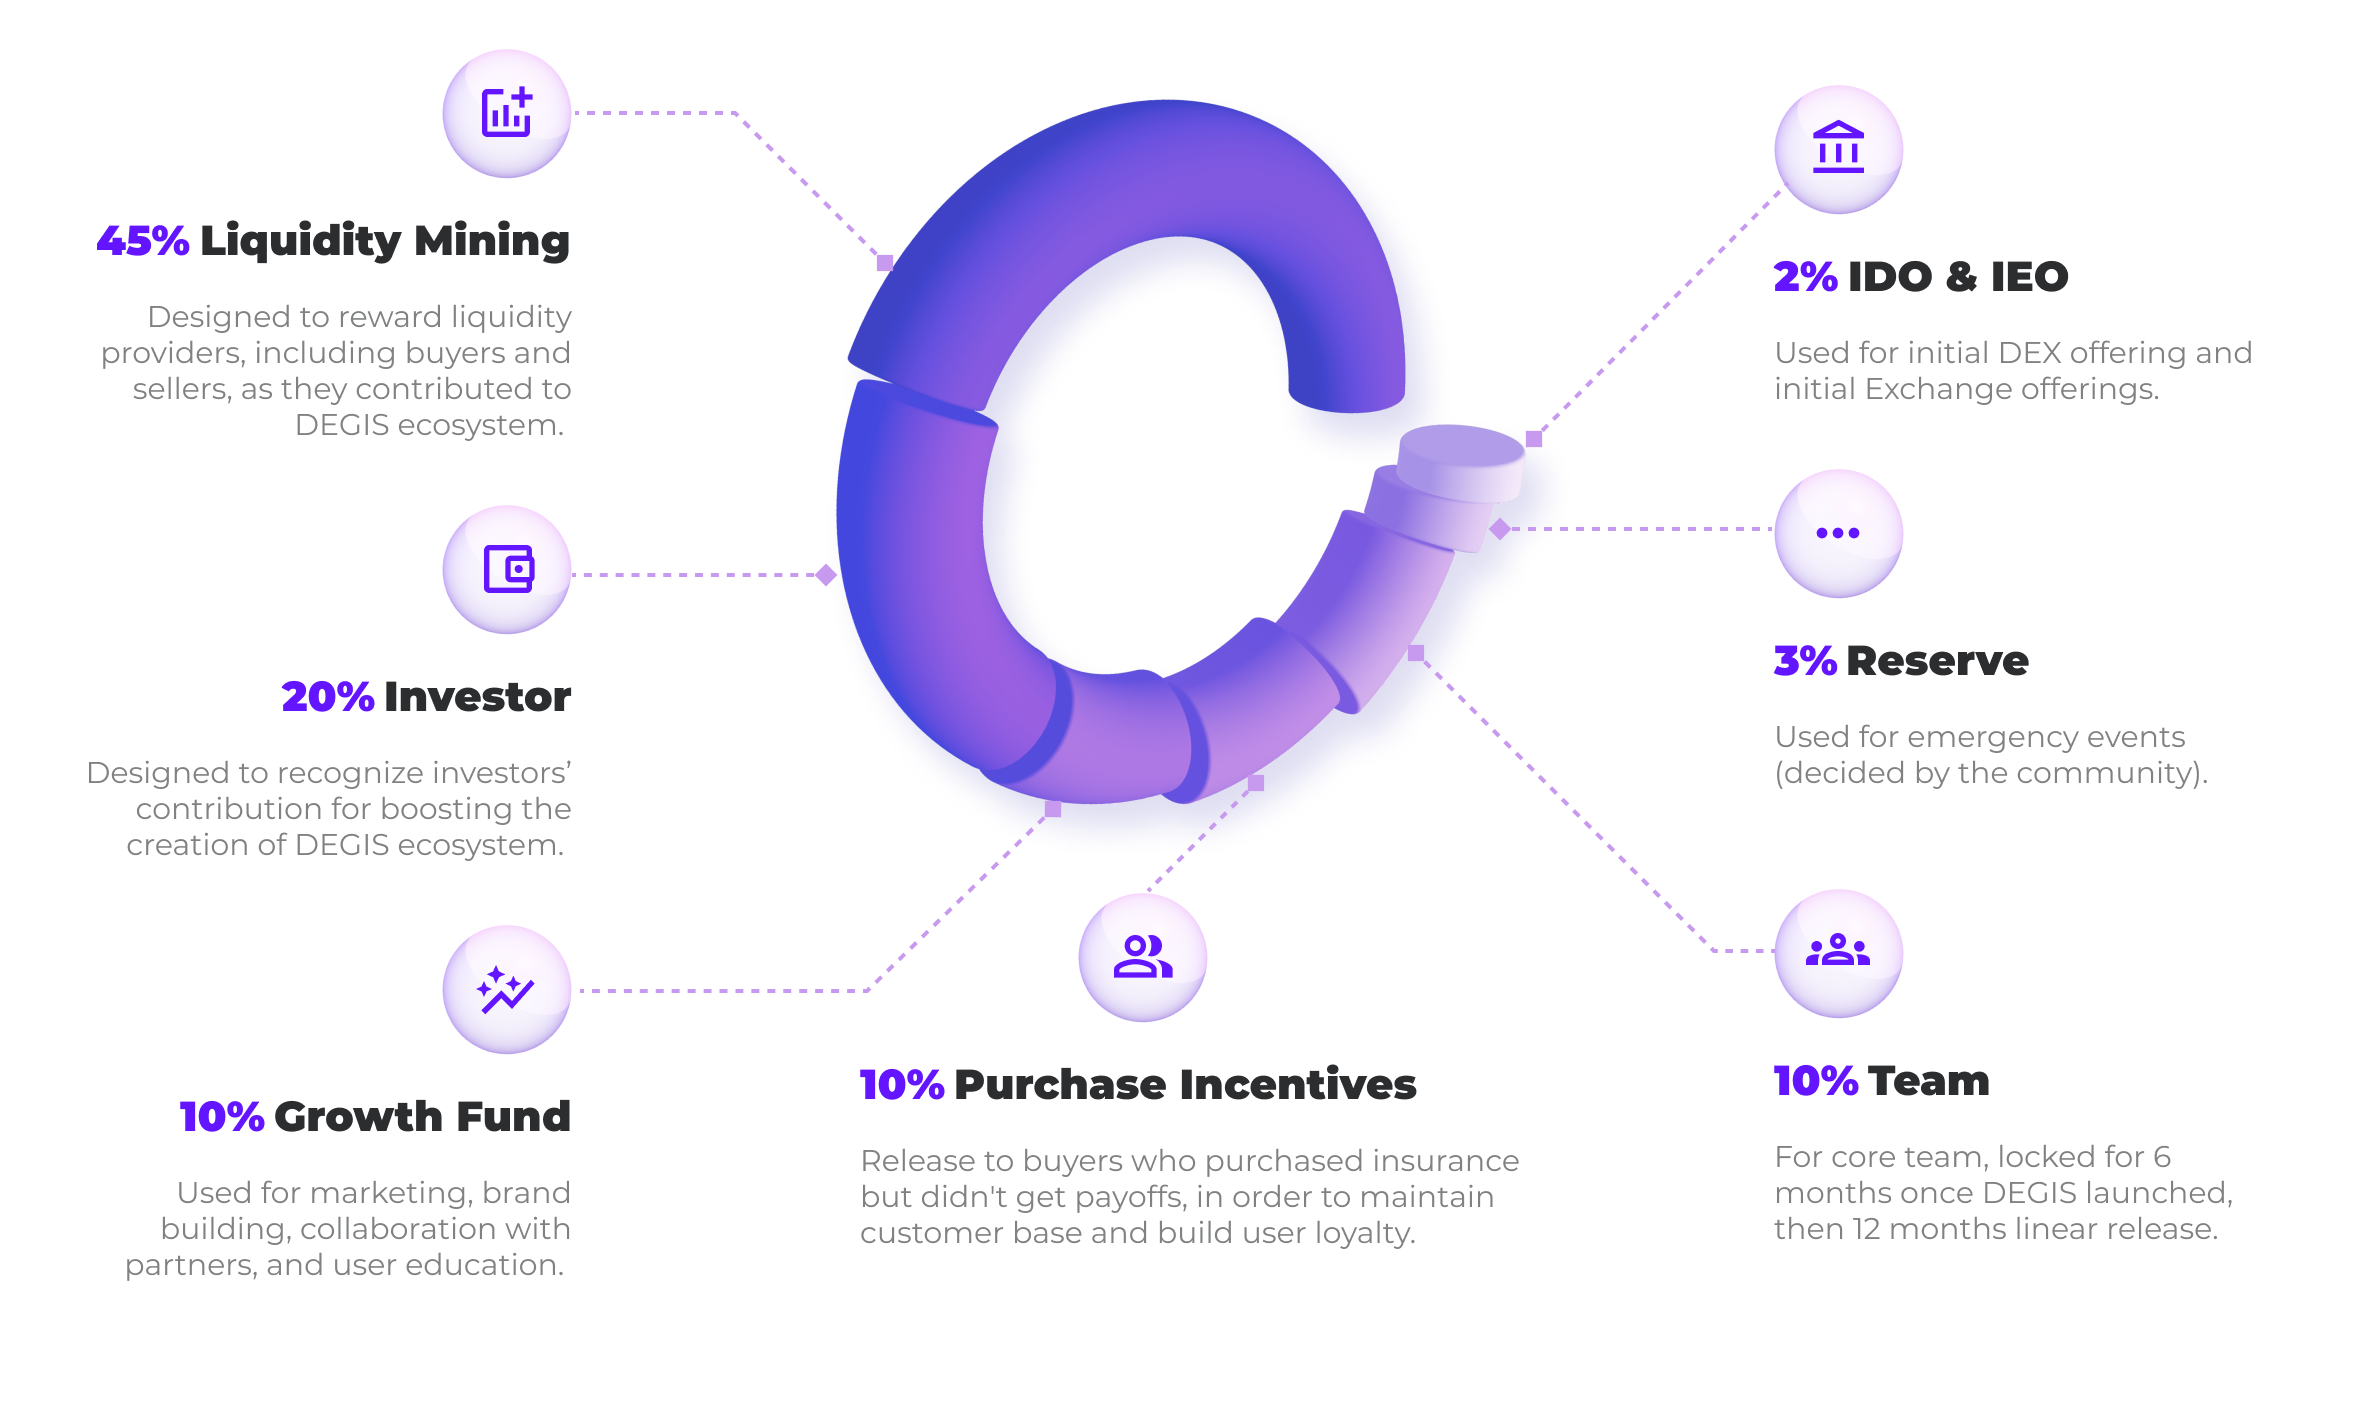 45% Liquidity Mining
Designed to reward liquidity
providers, including buyers and
sellers, as they contributed to
DEGIS ecosystem.
20% Investor
Designed to recognize investors’
contribution for boosting the
creation of DEGIS ecosystem.
10% Growth Fund
Used for marketing, brand
building, collaboration with
partners, and user education.
10% Purchase Incentives
Release to buyers who purchased insurance
but didn't get payoffs, in order to maintain
customer base and build user loyalty.
2% IDO & IEO
Used for initial DEX offering and
initial Exchange offerings.
3% Reserve
Used for emergency events
(decided by the community).
10% Team
For core team, locked for 6
months once DEGIS launched,
then 12 months linear release.